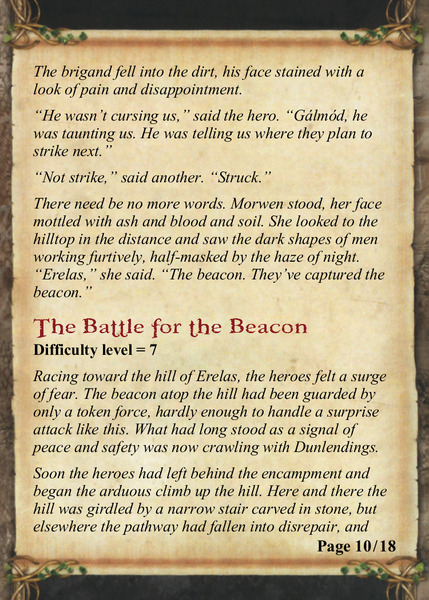 The brigand fell into the dirt, his face stained with a
look of pain and disappointment.
“He wasn’t cursing us,” said the hero. “Gálmód, he
was taunting us. He was telling us where they plan to
strike next.”
“Not strike,” said another. “Struck.”
There need be no more words. Morwen stood, her face
mottled with ash and blood and soil. She looked to the
hilltop in the distance and saw the dark shapes of men
working furtively, half-masked by the haze of night.
“Erelas,” she said. “The beacon. They’ve captured the
beacon.”
The Battle for the Beacon
Difficulty level = 7
Racing toward the hill of Erelas, the heroes felt a surge
of fear. The beacon atop the hill had been guarded by
only a token force, hardly enough to handle a surprise
attack like this. What had long stood as a signal of
peace and safety was now crawling with Dunlendings.
Soon the heroes had left behind the encampment and
began the arduous climb up the hill. Here and there the
hill was girdled by a narrow stair carved in stone, but
elsewhere the pathway had fallen into disrepair, and
Page 10/18